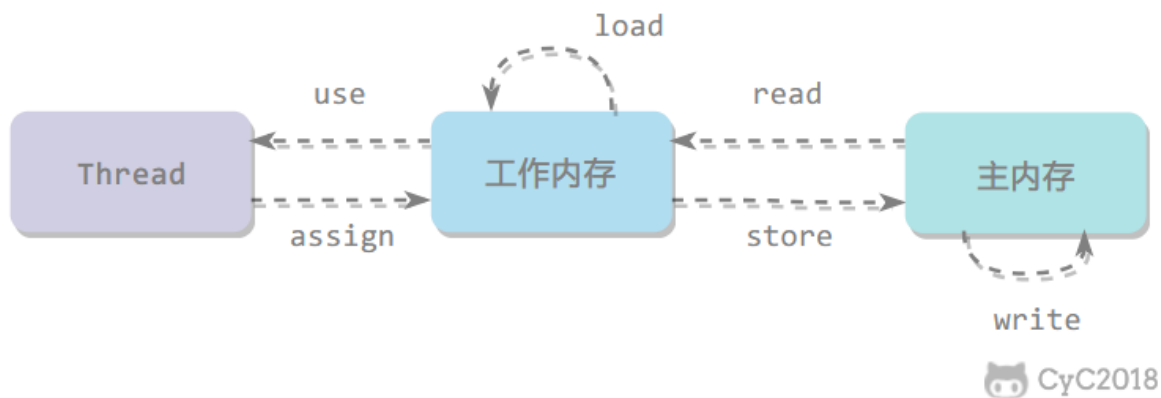 load
use
read
Thread
工作内存
主内存
assign
store
write
CyC2018